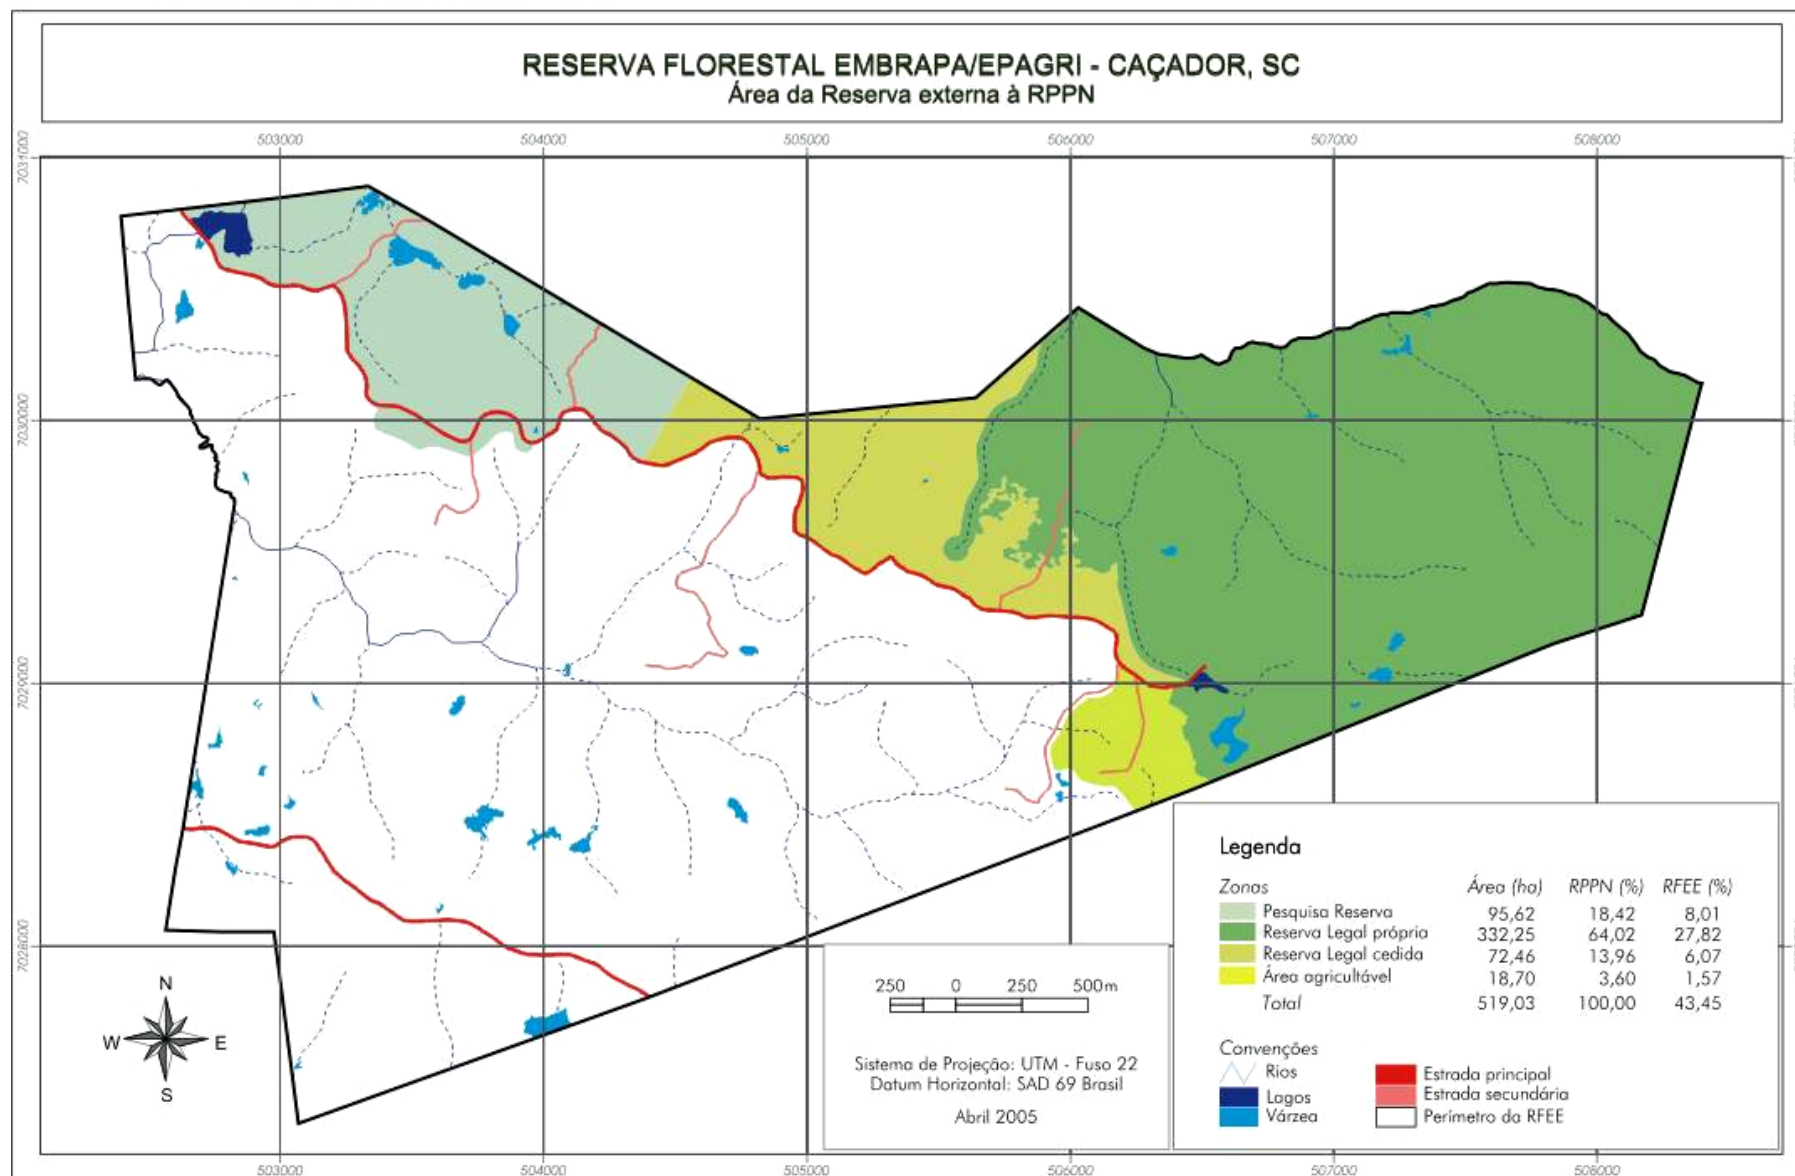 RESERVA FLORESTAL EMBRAPA/EPAGRI - CAÇADOR, SC
Área da Reserva externa à RPPN
503000 504000 505000 506000 507000 508000
7031000
7030000
7029000
7028000
N
W E
S
250 0 250 500m
Sistema de Projeção: UTM - Fuso 22
Datum Horizontal: SAD 69 Brasil
Abril 2005
Legenda
Zonas Área (ha) RPPN (%) RFEE (%)
Pesquisa Reserva 95,62 18,42 8,01
Reserva Legal própria 332,25 64,02 27,82
Reserva Legal cedida 72,46 13,96 6,07
Área agricultável 18,70 3,60 1,57
Total 519,03 100,00 43,45
Convenções
Rios
Lagos
Várzea
Estrada principal
Estrada secundária
Perímetro da RFEE
503000 504000 505000 506000 507000 508000